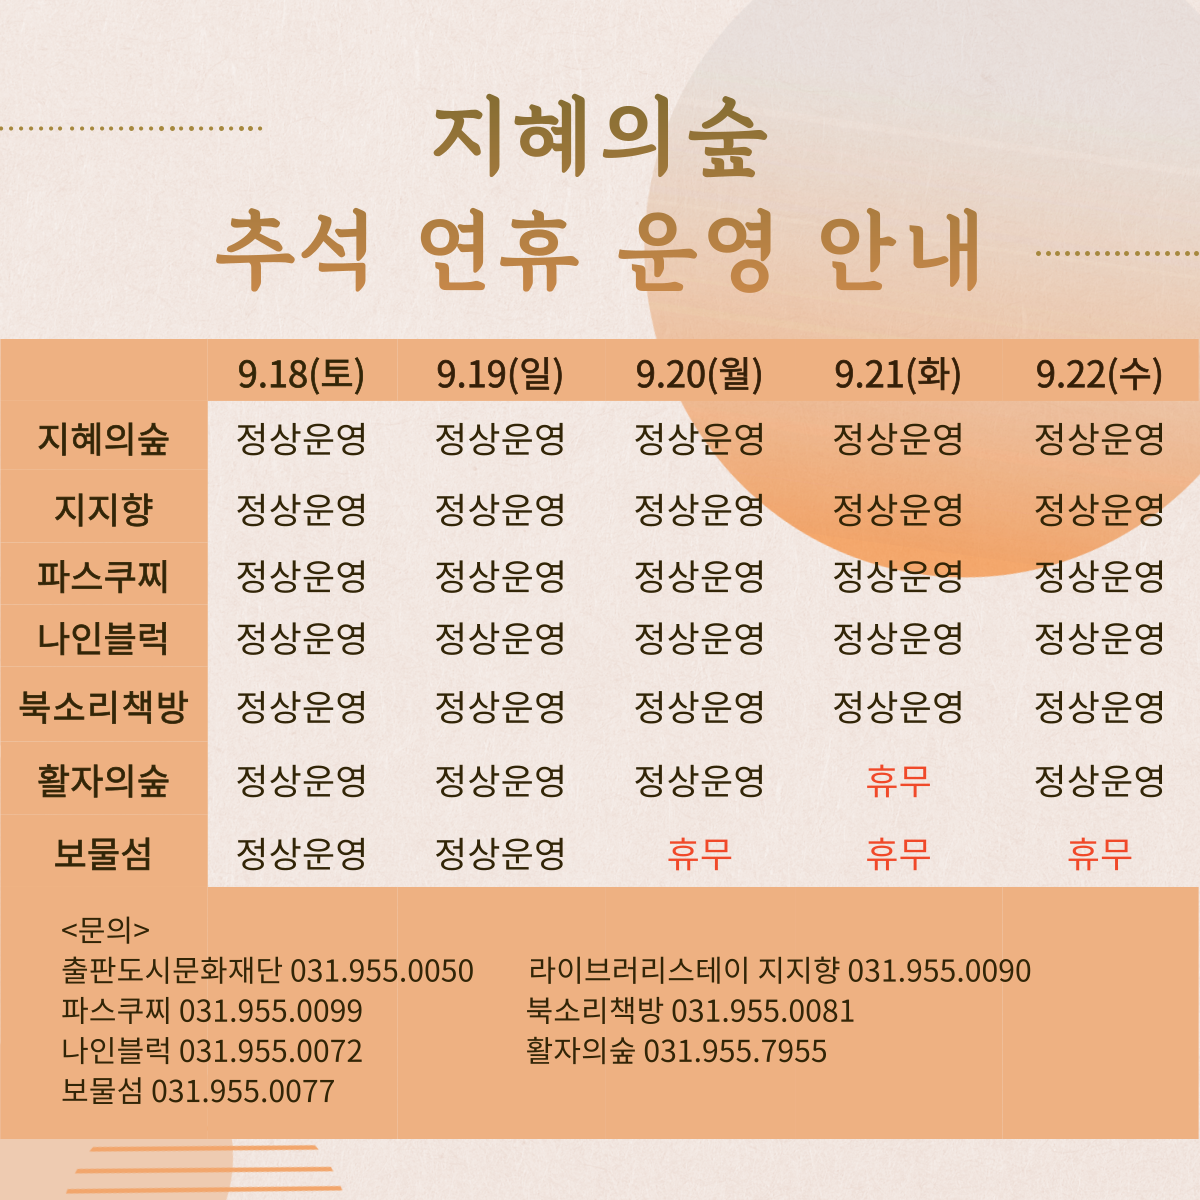 지혜의숲
추석 연휴 운영 안내
9.18(토) 9.19(일) 9.20(월) 9.21(화) 9.22(수)
지혜의숲 정상운영 정상운영 정상운영 정상운영 정상운영
지지향 정상운영 정상운영 정상운영 정상운영 정상운영
파스쿠찌 정상운영 정상운영 정상운영 정상운영 정상운영
나인블럭 정상운영 정상운영 정상운영 정상운영 정상운영
북소리책방 정상운영 정상운영 정상운영 정상운영 정상운영
활자의숲 정상운영 정상운영 정상운영 휴무 정상운영
보물섬 정상운영 정상운영 휴무 휴무 휴무
<문의>
출판도시문화재단 031.955.0050 라이브러리스테이 지지향 031.955.0090
파스쿠찌 031.955.0099 북소리책방 031.955.0081
나인블럭 031.955.0072 활자의숲 031.955.7955
보물섬 031.955.0077